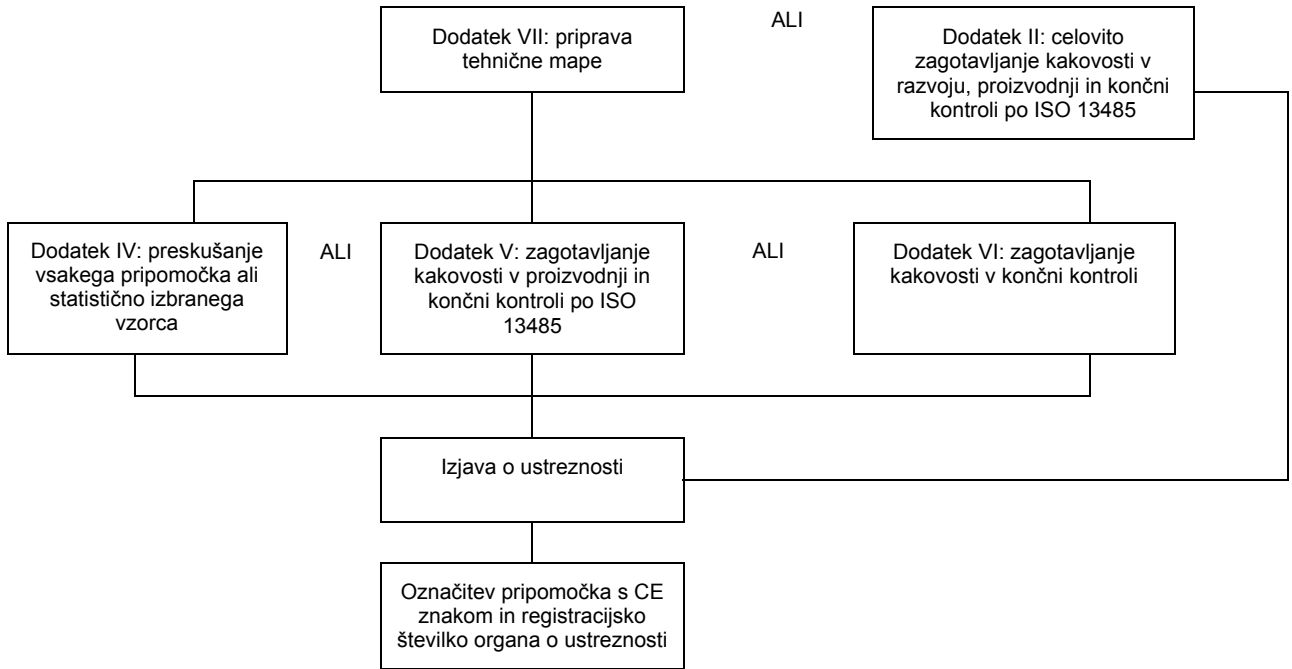 Dodatek VII: priprava
tehnične mape
ALI
Dodatek II: celovito
zagotavljanje kakovosti v
razvoju, proizvodnji in končni
kontroli po ISO 13485
Dodatek IV: preskušanje
vsakega pripomočka ali
statistično izbranega
vzorca
ALI
Dodatek V: zagotavljanje
kakovosti v proizvodnji in
končni kontroli po ISO
13485
ALI
Dodatek VI: zagotavljanje
kakovosti v končni kontroli
Izjava o ustreznosti
Označitev pripomočka s CE
znakom in registracijsko
številko organa o ustreznosti